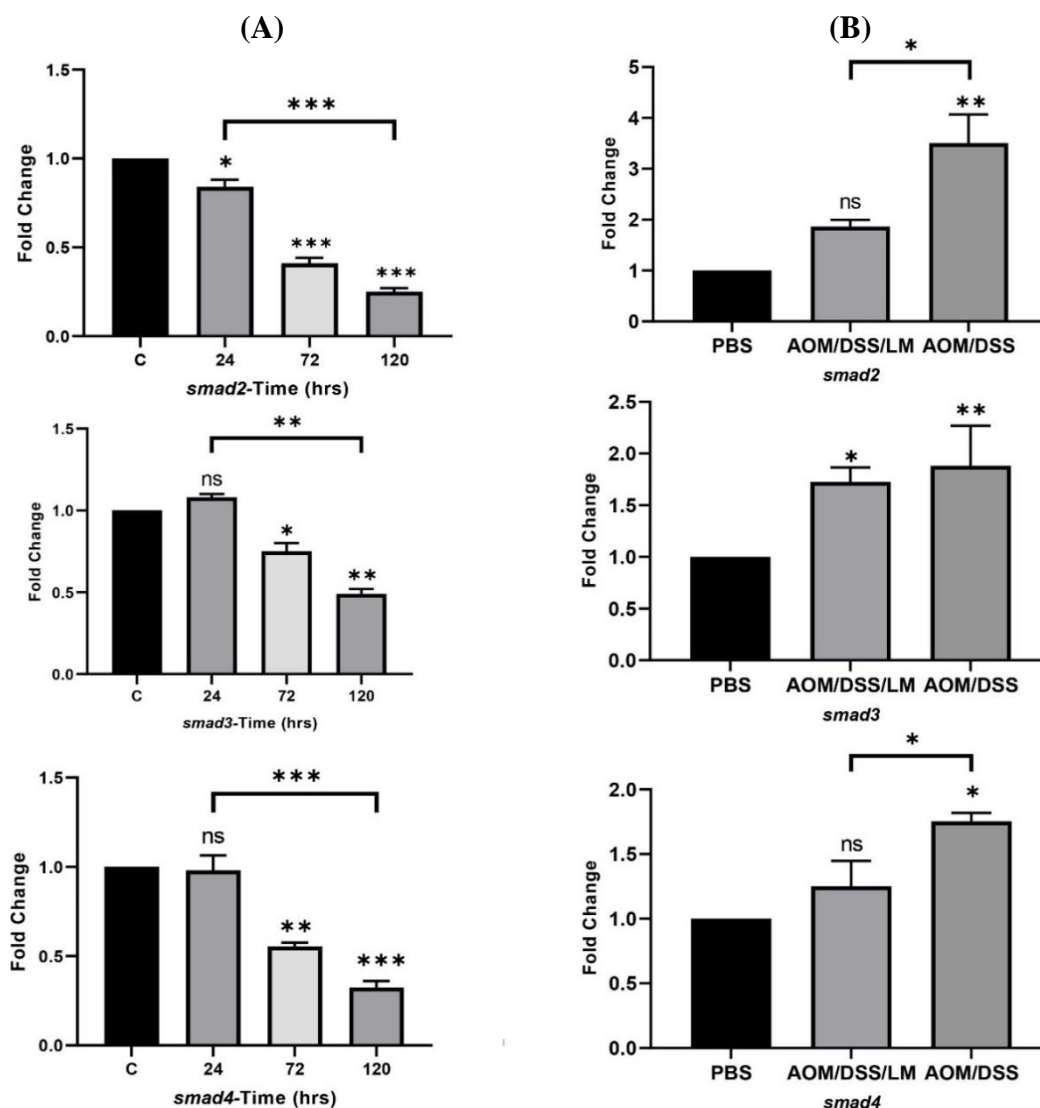 (A)
1.5
1.0
0.5
0.0
Fold Change
***
*
***
***
C 24 72 120
smad2-Time (hrs)
1.5
1.0
0.5
0.0
Fold Change
**
ns
*
**
C 24 72 120
smad3-Time (hrs)
1.5
1.0
0.5
0.0
Fold Change
***
ns
**
***
C 24 72 120
smad4-Time (hrs)
(B)
5
4
3
2
1
0
Fold Change
*
ns
**
PBS AOM/DSS/LM AOM/DSS
smad2
2.5
2.0
1.5
1.0
0.5
0.0
Fold Change
*
**
PBS AOM/DSS/LM AOM/DSS
smad3
2.0
1.5
1.0
0.5
0.0
Fold Change
*
ns
*
PBS AOM/DSS/LM AOM/DSS
smad4